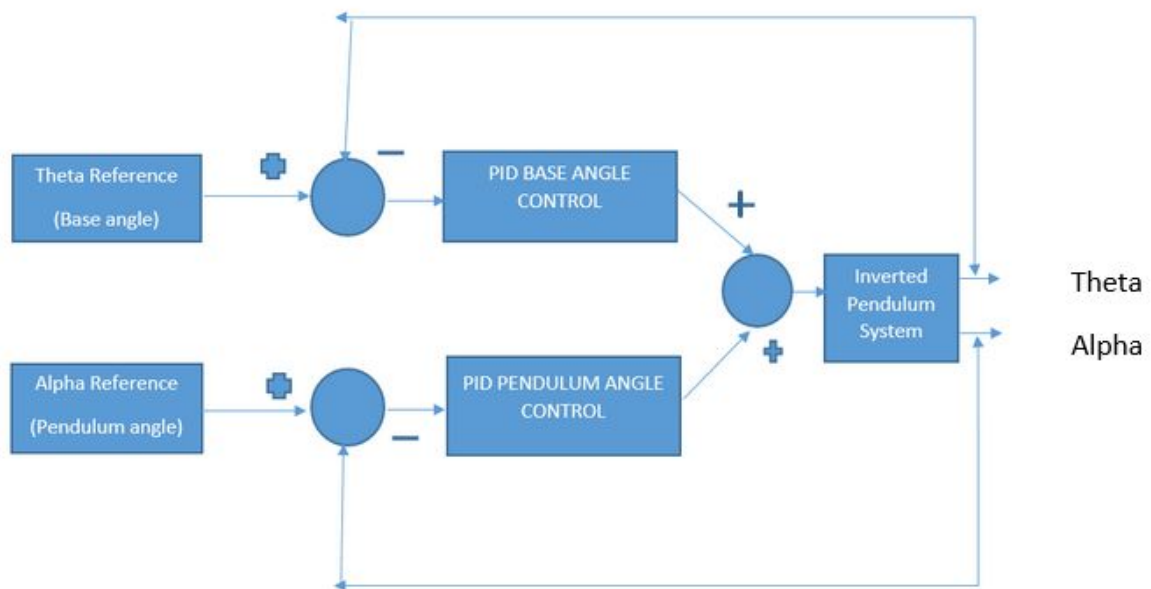 Theta Reference
(Base angle)
PID BASE ANGLE
CONTROL
Inverted
Pendulum
System
Theta
Alpha
Alpha Reference
(Pendulum angle)
PID PENDULUM ANGLE
CONTROL